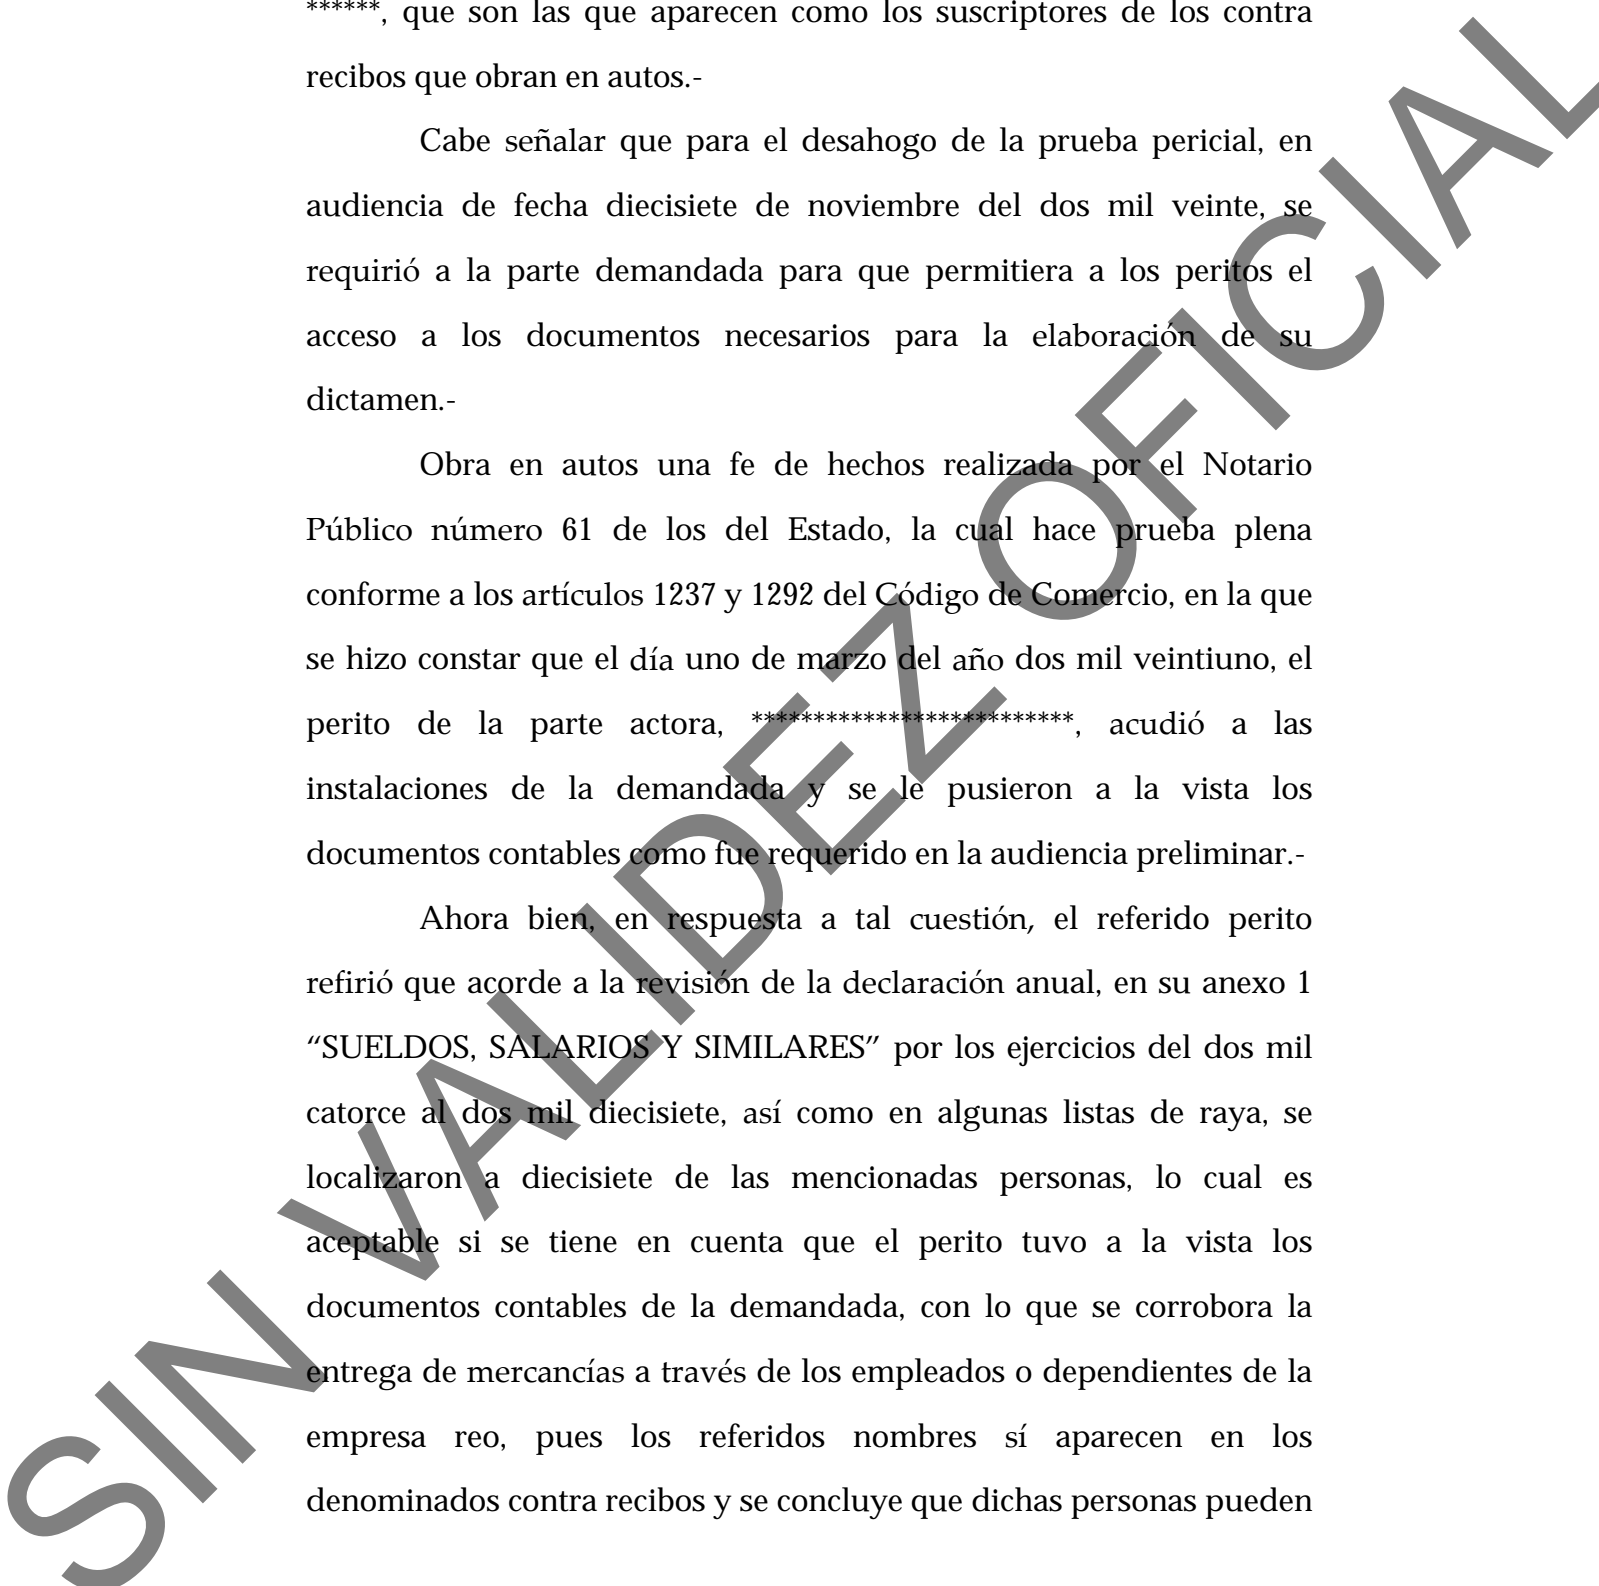 ******, que son las que aparecen como los suscriptores de los contra
recibos que obran en autos.-
Cabe señalar que para el desahogo de la prueba pericial, en
audiencia de fecha diecisiete de noviembre del dos mil veinte, se
requirió a la parte demandada para que permitiera a los peritos el
acceso a los documentos necesarios para la elaboración de su
dictamen.-
Obra en autos una fe de hechos realizada por el Notario
Público número 61 de los del Estado, la cual hace prueba plena
conforme a los artículos 1237 y 1292 del Código de Comercio, en la que
se hizo constar que el día uno de marzo del año dos mil veintiuno, el
perito de la parte actora, **************************, acudió a las
instalaciones de la demandada y se le pusieron a la vista los
documentos contables como fue requerido en la audiencia preliminar.-
Ahora bien, en respuesta a tal cuestión, el referido perito
refirió que acorde a la revisión de la declaración anual, en su anexo 1
“SUELDOS, SALARIOS Y SIMILARES” por los ejercicios del dos mil
catorce al dos mil diecisiete, así como en algunas listas de raya, se
localizaron a diecisiete de las mencionadas personas, lo cual es
aceptable si se tiene en cuenta que el perito tuvo a la vista los
documentos contables de la demandada, con lo que se corrobora la
entrega de mercancías a través de los empleados o dependientes de la
empresa reo, pues los referidos nombres sí aparecen en los
denominados contra recibos y se concluye que dichas personas pueden
SIN VALIDEZ OFICIAL